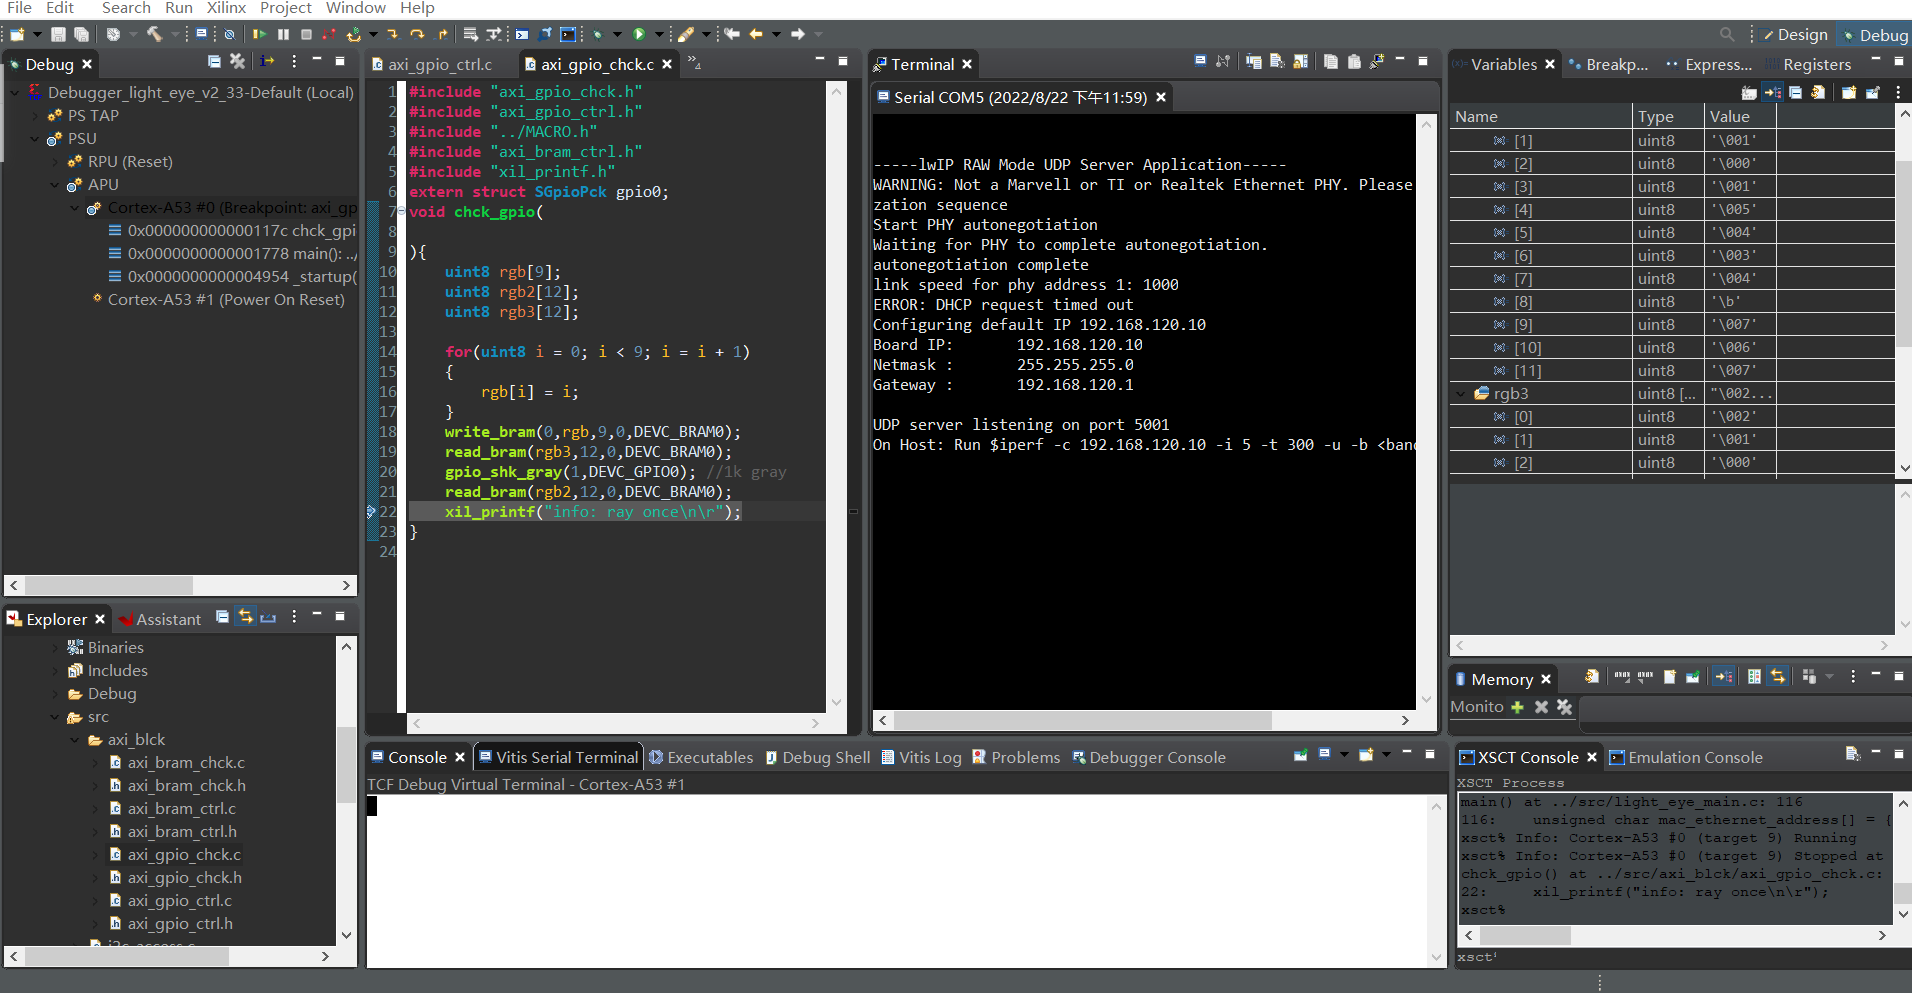 File Edit Search Run Xilinx Project Window Help
Design Debug
Debug
Debugger_light_eye_v2_33-Default (Local)
PS TAP
PSU
RPU (Reset)
APU
Cortex-A53 #0 (Breakpoint: axi_gp
0x000000000000117c chck_gpi
0x0000000000001778 main(): ../
0x0000000000004954 _startup(
Cortex-A53 #1 (Power On Reset)
axi_gpio_ctrl.c axi_gpio_chck.c
1 #include "axi_gpio_chck.h"
2 #include "axi_gpio_ctrl.h"
3 #include "../MACRO.h"
4 #include "axi_bram_ctrl.h"
5 #include "xil_printf.h"
6 extern struct SGpioPck gpio0;
7 void chck_gpio(
8
9 ){
10 uint8 rgb[9];
11 uint8 rgb2[12];
12 uint8 rgb3[12];
13
14 for(uint8 i = 0; i < 9; i = i + 1)
15 {
16 rgb[i] = i;
17 }
18 write_bram(0,rgb,9,0,DEVC_BRAM0);
19 read_bram(rgb3,12,0,DEVC_BRAM0);
20 gpio_shk_gray(1,DEVC_GPIO0); //1k gray
21 read_bram(rgb2,12,0,DEVC_BRAM0);
22 xil_printf("info: ray once\n\r");
23 }
24
Terminal
Serial COM5 (2022/8/22 下午11:59)
-----lwIP RAW Mode UDP Server Application-----
WARNING: Not a Marvell or TI or Realtek Ethernet PHY. Please
zation sequence
Start PHY autonegotiation
Waiting for PHY to complete autonegotiation.
autonegotiation complete
link speed for phy address 1: 1000
ERROR: DHCP request timed out
Configuring default IP 192.168.120.10
Board IP: 192.168.120.10
Netmask : 255.255.255.0
Gateway : 192.168.120.1
UDP server listening on port 5001
On Host: Run $iperf -c 192.168.120.10 -i 5 -t 300 -u -b <ban
Variables Breakp... Express... Registers
Name Type Value
[1] uint8 '\001'
[2] uint8 '\000'
[3] uint8 '\001'
[4] uint8 '\005'
[5] uint8 '\004'
[6] uint8 '\003'
[7] uint8 '\004'
[8] uint8 '\b'
[9] uint8 '\007'
[10] uint8 '\006'
[11] uint8 '\007'
rgb3 uint8 [... "\002...
[0] uint8 '\002'
[1] uint8 '\001'
[2] uint8 '\000'
Explorer Assistant
Binaries
Includes
Debug
src
axi_blck
axi_bram_chck.c
axi_bram_chck.h
axi_bram_ctrl.c
axi_bram_ctrl.h
axi_gpio_chck.c
axi_gpio_chck.h
axi_gpio_ctrl.c
axi_gpio_ctrl.h
Console Vitis Serial Terminal Executables Debug Shell Vitis Log Problems Debugger Console
TCF Debug Virtual Terminal - Cortex-A53 #1
Memory
Monito
XSCT Console Emulation Console
XSCT Process
main() at ../src/light_eye_main.c: 116
116: unsigned char mac_ethernet_address[] = {
xsct% Info: Cortex-A53 #0 (target 9) Running
xsct% Info: Cortex-A53 #0 (target 9) Stopped at
chck_gpio() at ../src/axi_blck/axi_gpio_chck.c:
22: xil_printf("info: ray once\n\r");
xsct%
xsct